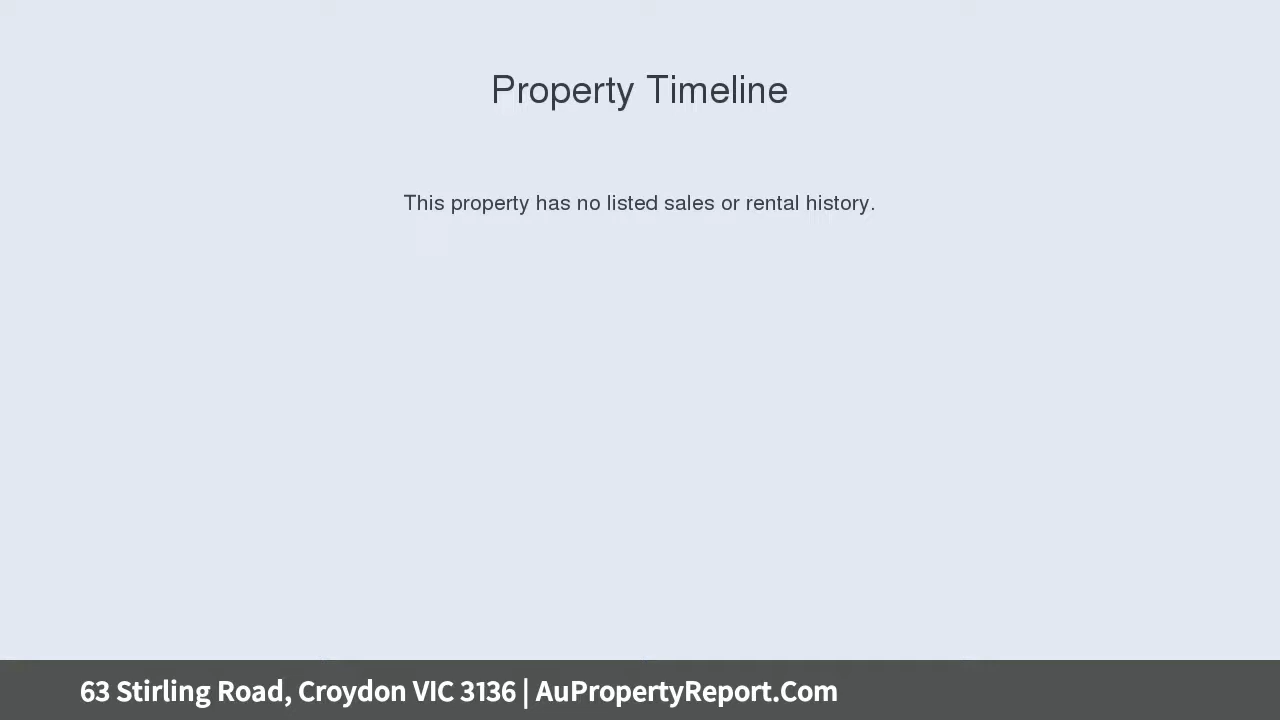 Property Timeline
This property has no listed sales or rental history.
63 Stirling Road, Croydon VIC 3136 | AuPropertyReport.Com